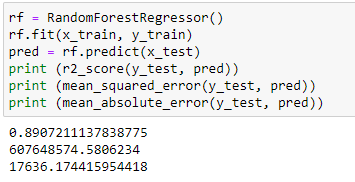 rf = RandomForestRegressor()
rf.fit(x_train, y_train)
pred = rf.predict(x_test)
print (r2_score(y_test, pred))
print (mean_squared_error(y_test, pred))
print (mean_absolute_error(y_test, pred))
0.8907211137838775
607648574.5806234
17636.174415954418